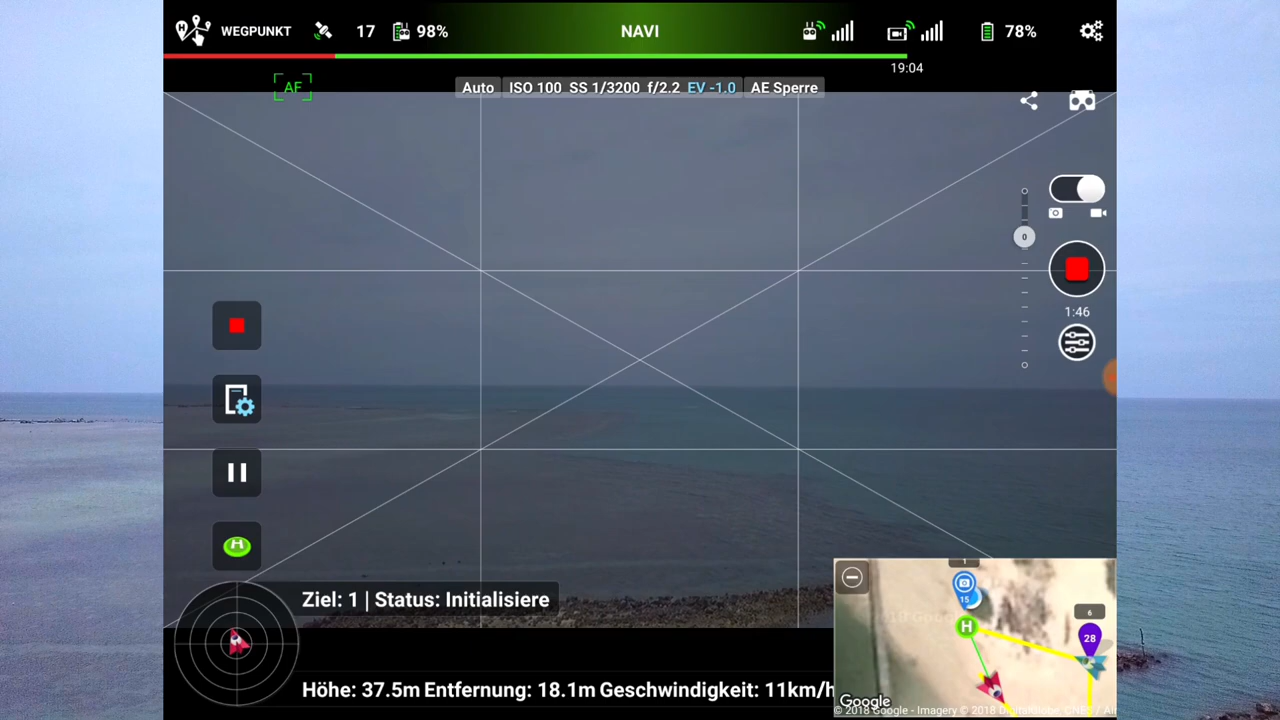 WEGPUNKT 17 98% NAVI 78%
19:04
AF Auto ISO 100 SS 1/3200 f/2.2 EV -1.0 AE Sperre
0
1:46
H
Ziel: 1 | Status: Initialisiere
Höhe: 37.5m Entfernung: 18.1m Geschwindigkeit: 11km/h
1
15
H
6
28
Google
© 2018 Google - Imagery © 2018 DigitalGlobe, CNES / Air